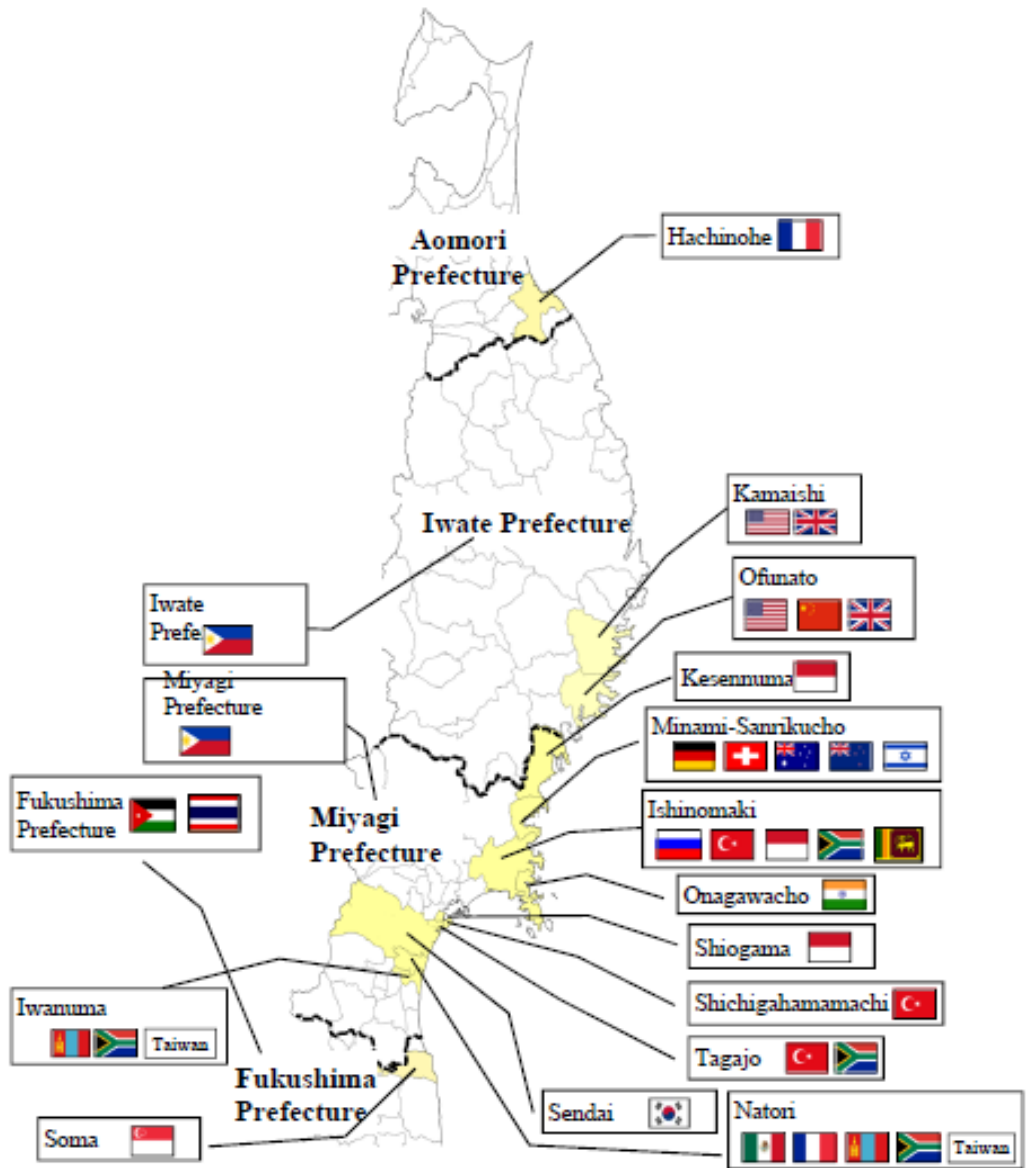 Aomori
Prefecture
Hachinohe
Iwate Prefecture
Kamaishi
Ofunato
Iwate
Prefe
Miyagi
Prefecture
Kesennuma
Minami-Sanrikucho
Fukushima
Prefecture
Miyagi
Prefecture
Ishinomaki
Onagawacho
Shiogama
Iwanuma
Taiwan
Shichigahamamachi
Tagajo
Fukushima
Prefecture
Soma
Sendai
Natori
Taiwan